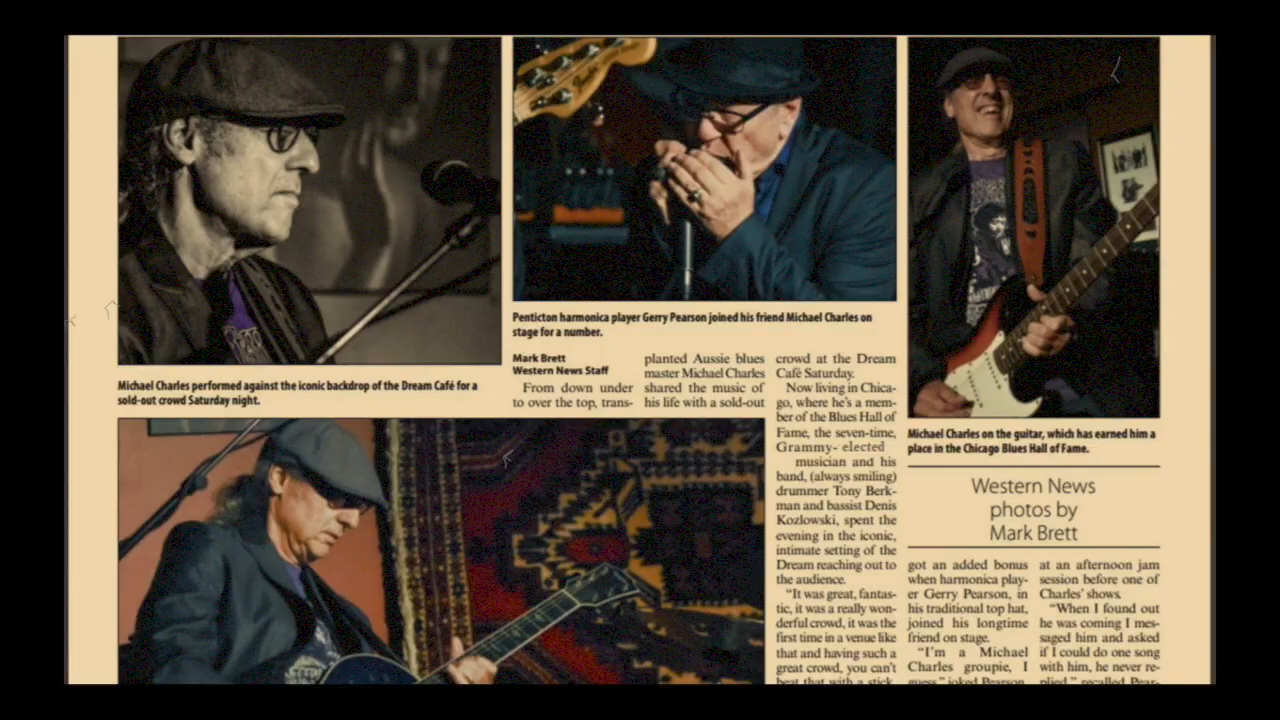 Michael Charles performed against the iconic backdrop of the Dream Café for a
sold-out crowd Saturday night.
Penticton harmonica player Gerry Pearson joined his friend Michael Charles on
stage for a number.
Mark Brett
Western News Staff
From down under
to over the top, trans-
planted Aussie blues
master Michael Charles
shared the music of
his life with a sold-out
crowd at the Dream
Café Saturday.
Now living in Chica-
go, where he's a mem-
ber of the Blues Hall of
Fame, the seven-time,
Grammy- elected
musician and his
band, (always smiling)
drummer Tony Berk-
man and bassist Denis
Kozlowski, spent the
evening in the iconic,
intimate setting of the
Dream reaching out to
the audience.
"It was great, fantas-
tic, it was a really won-
derful crowd, it was the
first time in a venue like
that and having such a
great crowd, you can't
beat that with a stick
Michael Charles on the guitar, which has earned him a
place in the Chicago Blues Hall of Fame.
Western News
photos by
Mark Brett
got an added bonus
when harmonica play-
er Gerry Pearson, in
his traditional top hat,
joined his longtime
friend on stage.
"I'm a Michael
Charles groupie, I
guess," joked Pearson
at an afternoon jam
session before one of
Charles' shows.
"When I found out
he was coming I mes-
saged him and asked
if I could do one song
with him, he never re-
plied," recalled Pear-